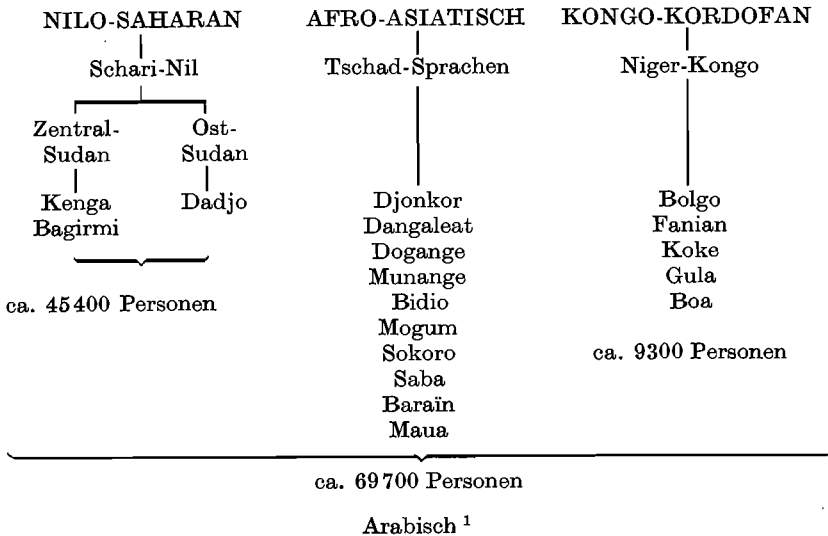 NILO-SAHARAN
Schari-Nil
Zentral-
Sudan
Kenga
Bagirmi
Ost-
Sudan
Dadjo
ca. 45400 Personen
AFRO-ASIATISCH
Tschad-Sprachen
Djonkor
Dangaleat
Dogange
Munange
Bidio
Mogum
Sokoro
Saba
Baraïn
Maua
KONGO-KORDOFAN
Niger-Kongo
Bolgo
Fanian
Koke
Gula
Boa
ca. 9300 Personen
ca. 69700 Personen
Arabisch ¹